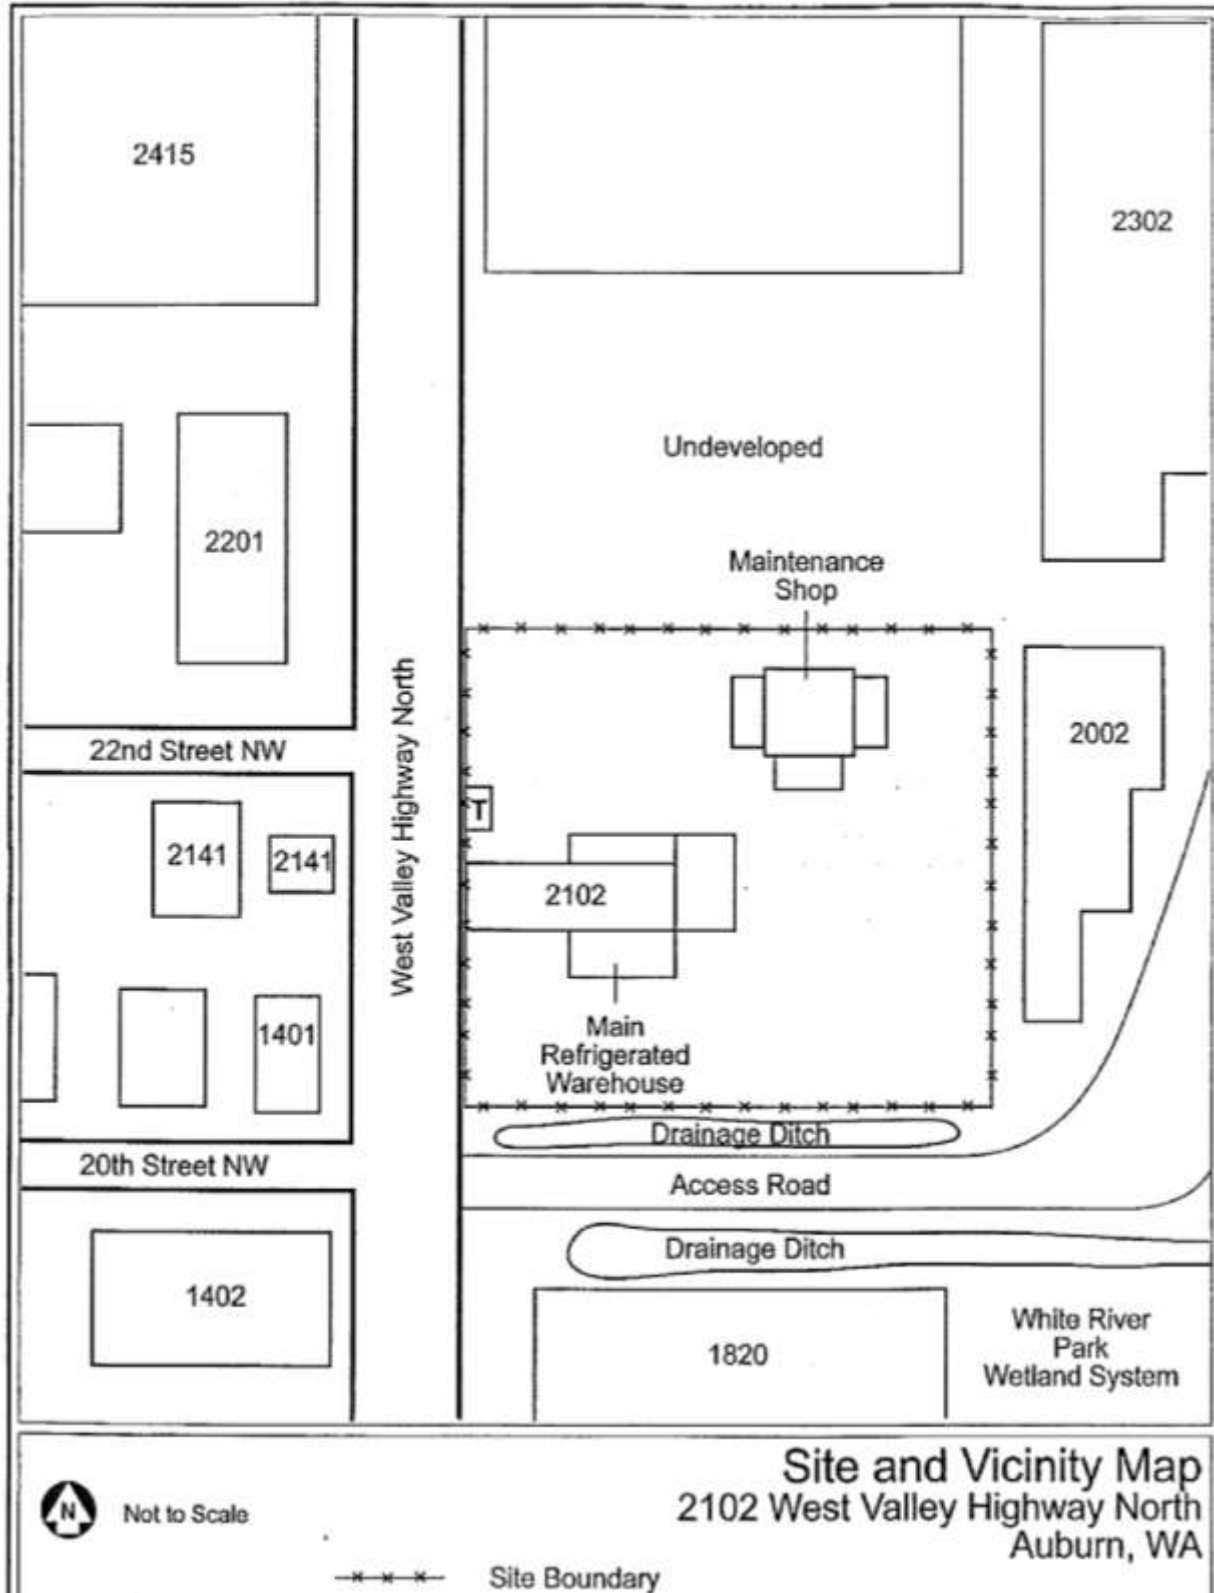 2415
2302
Undeveloped
2201
Maintenance
Shop
22nd Street NW
West Valley Highway North
2002
T
2141
2141
2102
1401
Main
Refrigerated
Warehouse
Drainage Ditch
20th Street NW
Access Road
Drainage Ditch
1402
1820
White River
Park
Wetland System
Site and Vicinity Map
2102 West Valley Highway North
Auburn, WA
N
Not to Scale
Site Boundary